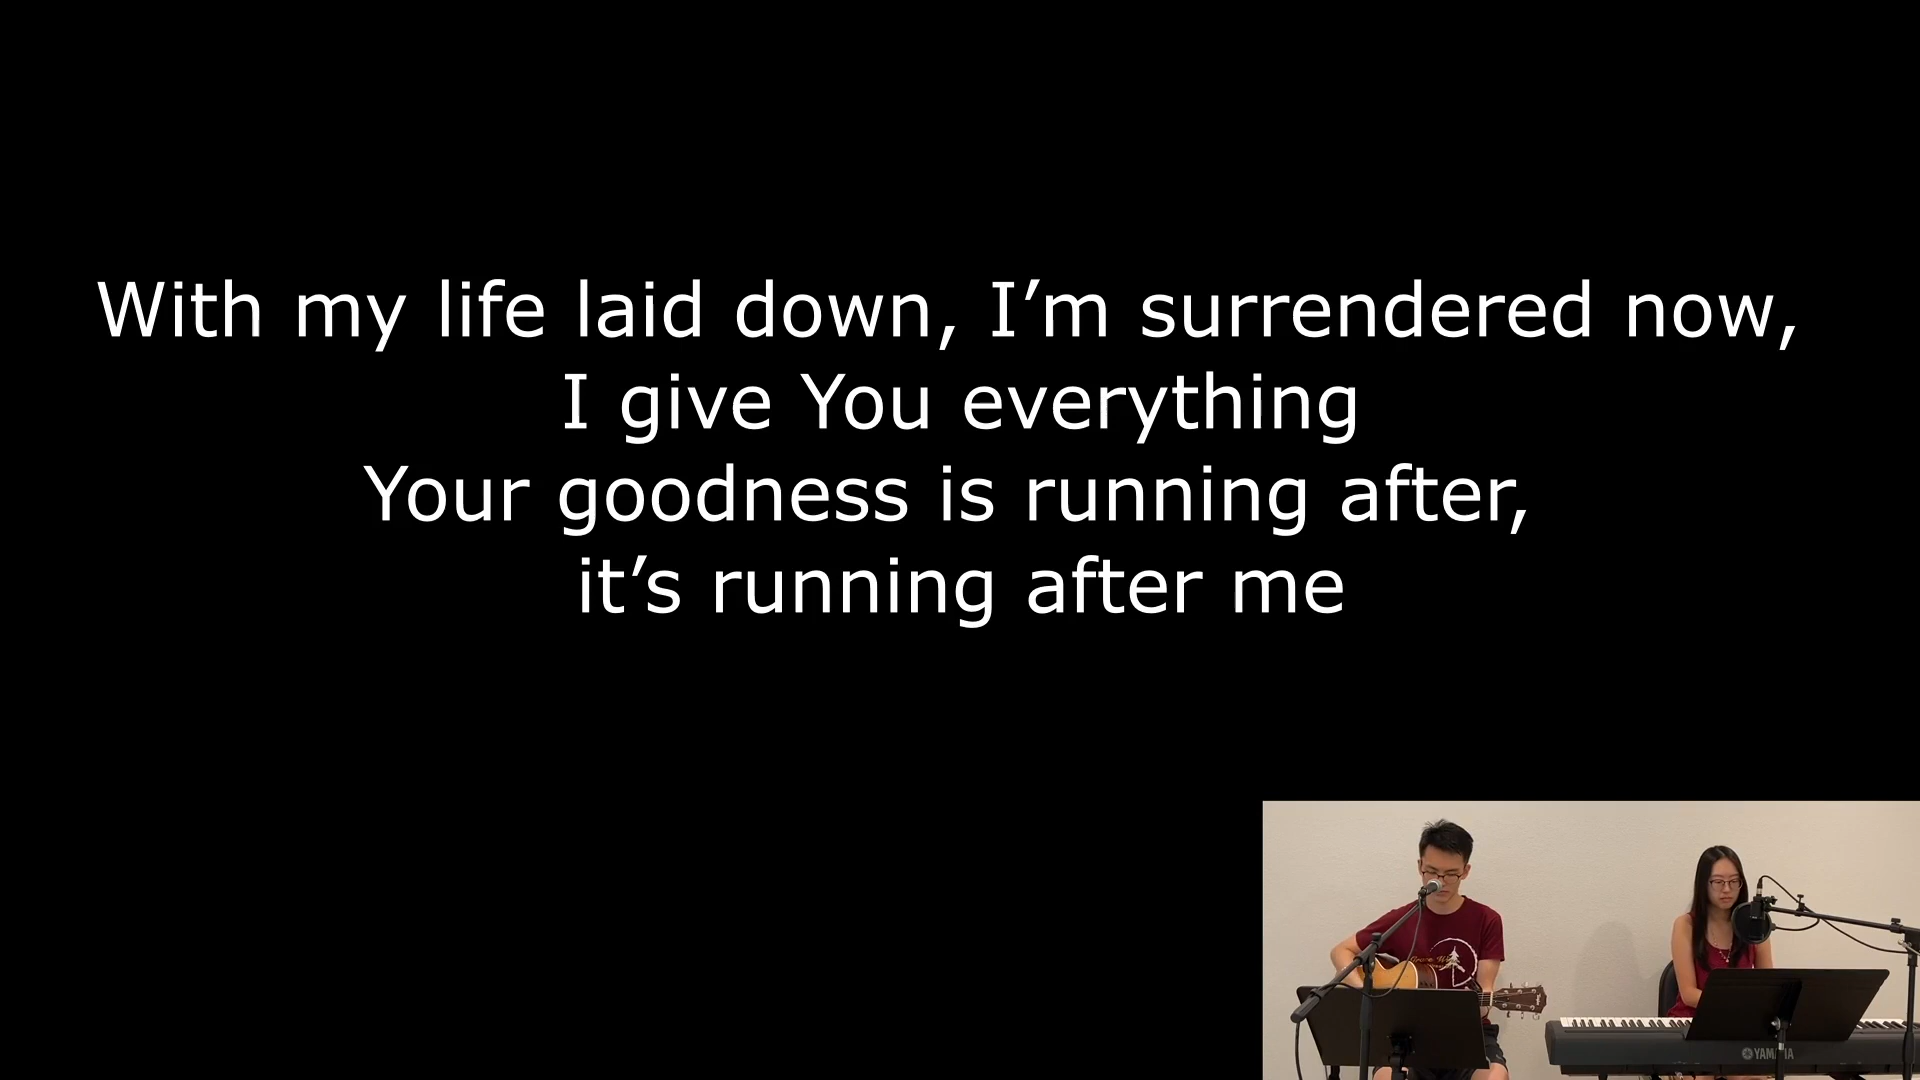 With my life laid down, I’m surrendered now,
I give You everything
Your goodness is running after,
it’s running after me
YAMAHA